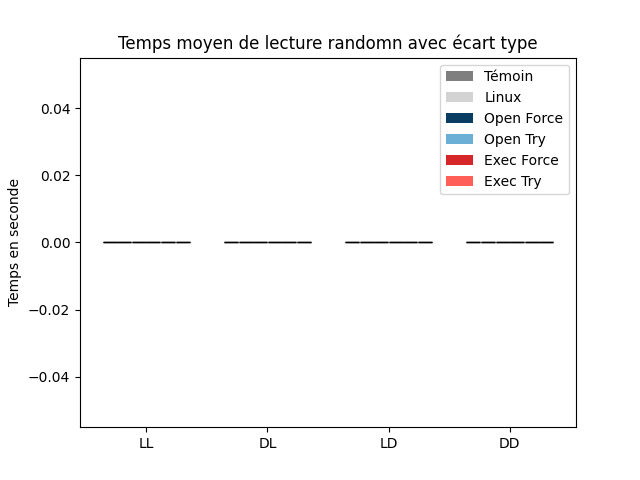 Temps moyen de lecture randomn avec écart type
Témoin
Linux
Open Force
Open Try
Exec Force
Exec Try
Temps en seconde
0.04
0.02
0.00
−0.02
−0.04
LL DL LD DD